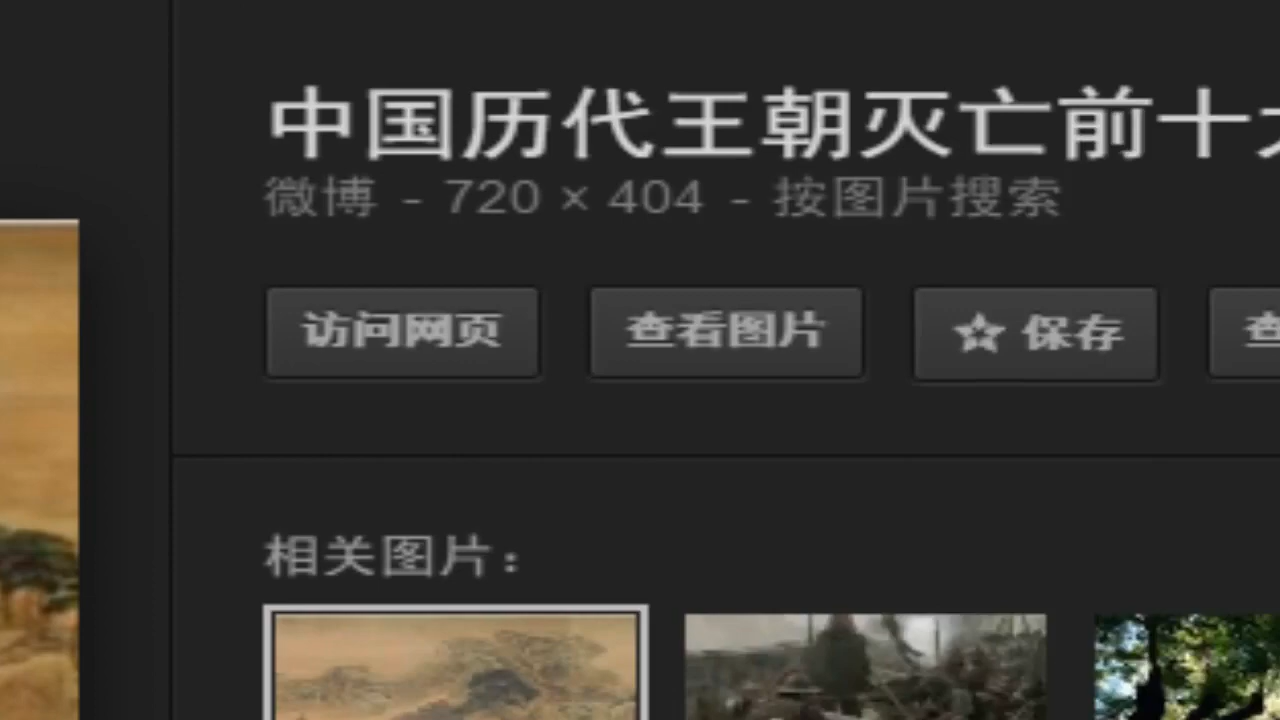 中国历代王朝灭亡前十
微博 - 720 × 404 - 按图片搜索
访问网页 查看图片 ☆ 保存 查
相关图片：